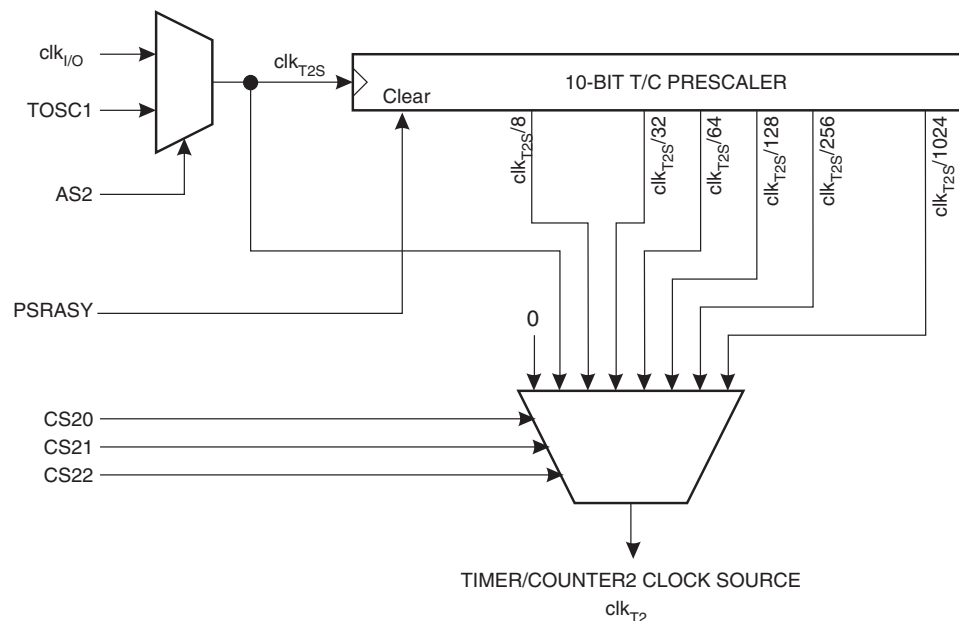 clkI/O
clkT2S
10-BIT T/C PRESCALER
TOSC1
Clear
clkT2S/8
clkT2S/32
clkT2S/64
clkT2S/128
clkT2S/256
clkT2S/1024
AS2
PSRASY
0
CS20
CS21
CS22
TIMER/COUNTER2 CLOCK SOURCE
clkT2